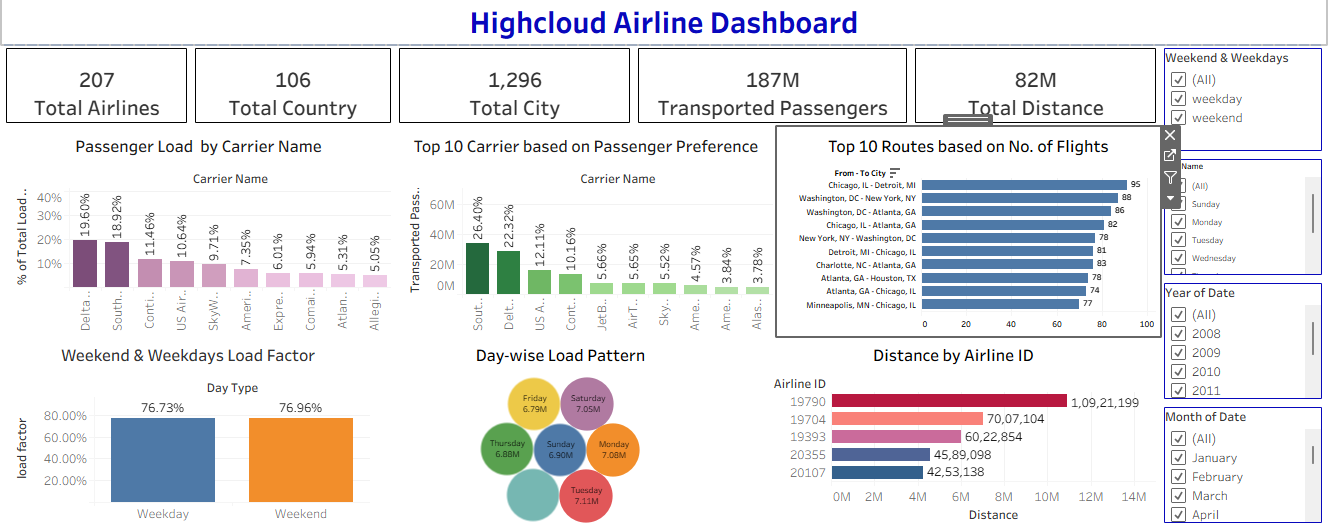 Highcloud Airline Dashboard
207
Total Airlines
106
Total Country
1,296
Total City
187M
Transported Passengers
82M
Total Distance
Weekend & Weekdays
(All)
weekday
weekend
Passenger Load by Carrier Name
Carrier Name
% of Total Load..
40%
30%
20%
10%
19.60%
18.92%
11.46%
10.64%
9.71%
7.35%
6.01%
5.94%
5.31%
5.05%
Delta..
South..
Conti..
US Air..
SkyW..
Ameri..
Expre..
Comai..
Atlan..
Allegi..
Top 10 Carrier based on Passenger Preference
Carrier Name
Transported Pass..
60M
40M
20M
0M
26.40%
22.32%
12.11%
10.16%
5.66%
5.65%
5.52%
4.57%
3.84%
3.78%
Sout..
Delt..
US A..
Cont..
JetB..
AirT..
Sky..
Ame..
Ame..
Alas..
Top 10 Routes based on No. of Flights
From - To City
Chicago, IL - Detroit, MI 95
Washington, DC - New York, NY 88
Washington, DC - Atlanta, GA 86
Chicago, IL - Atlanta, GA 82
New York, NY - Washington, DC 78
Detroit, MI - Chicago, IL 81
Charlotte, NC - Atlanta, GA 83
Atlanta, GA - Houston, TX 78
Atlanta, GA - Chicago, IL 74
Minneapolis, MN - Chicago, IL 77
0 20 40 60 80 100
Name
(All)
Sunday
Monday
Tuesday
Wednesday
Year of Date
(All)
2008
2009
2010
2011
Weekend & Weekdays Load Factor
Day Type
load factor
80.00%
60.00%
40.00%
20.00%
76.73%
76.96%
Weekday
Weekend
Day-wise Load Pattern
Friday
6.79M
Saturday
7.05M
Thursday
6.88M
Sunday
6.90M
Monday
7.08M
Tuesday
7.11M
Distance by Airline ID
Airline ID
19790 1,09,21,199
19704 70,07,104
19393 60,22,854
20355 45,89,098
20107 42,53,138
0M 2M 4M 6M 8M 10M 12M 14M
Distance
Month of Date
(All)
January
February
March
April